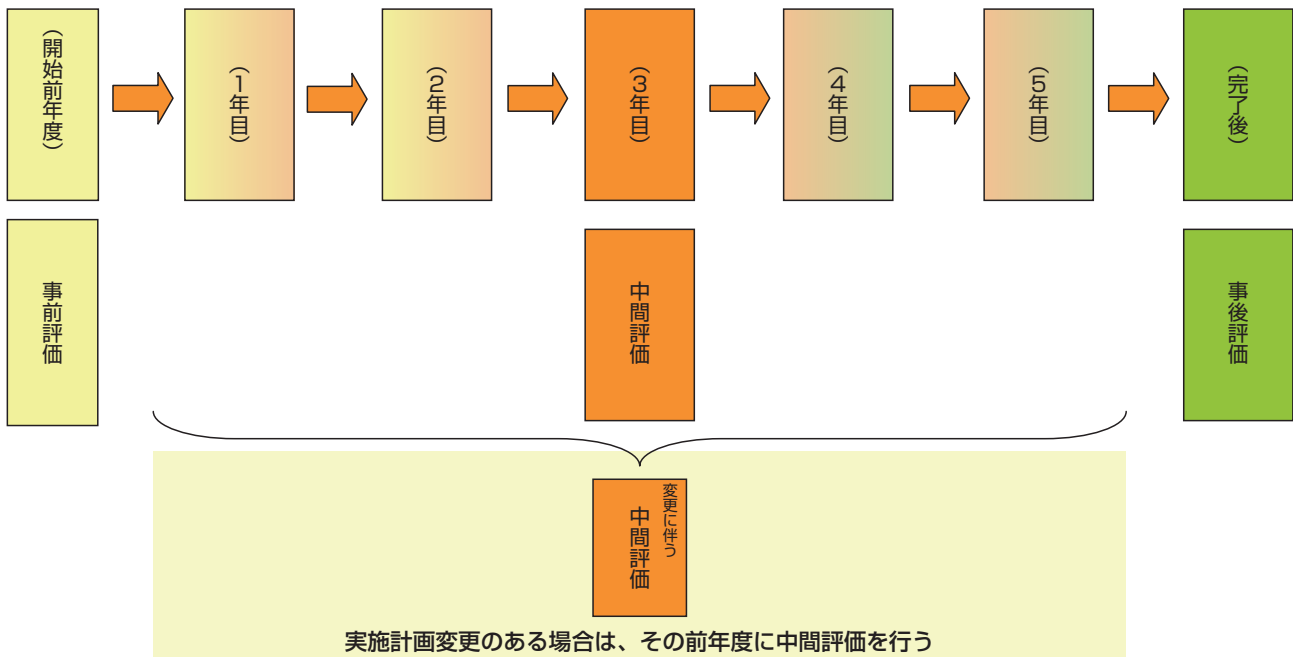 （開始前年度）
（1年目）
（2年目）
（3年目）
（4年目）
（5年目）
（完了後）
事前評価
中間評価
事後評価
変更に伴う
中間評価
実施計画変更のある場合は、その前年度に中間評価を行う